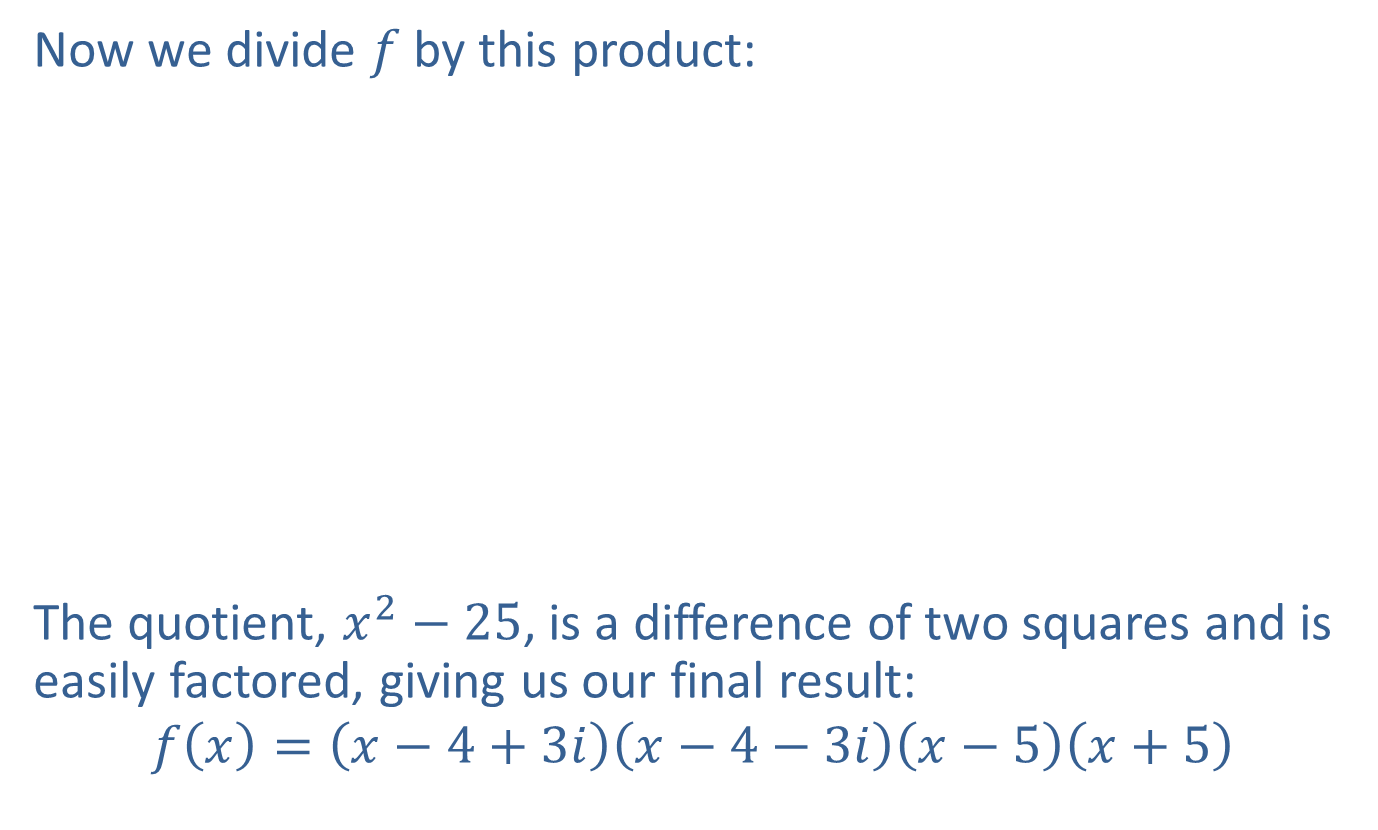 Now we divide 𝑓 by this product:
The quotient, 𝑥² − 25, is a difference of two squares and is
easily factored, giving us our final result:
𝑓(𝑥) = (𝑥 − 4 + 3𝑖)(𝑥 − 4 − 3𝑖)(𝑥 − 5)(𝑥 + 5)